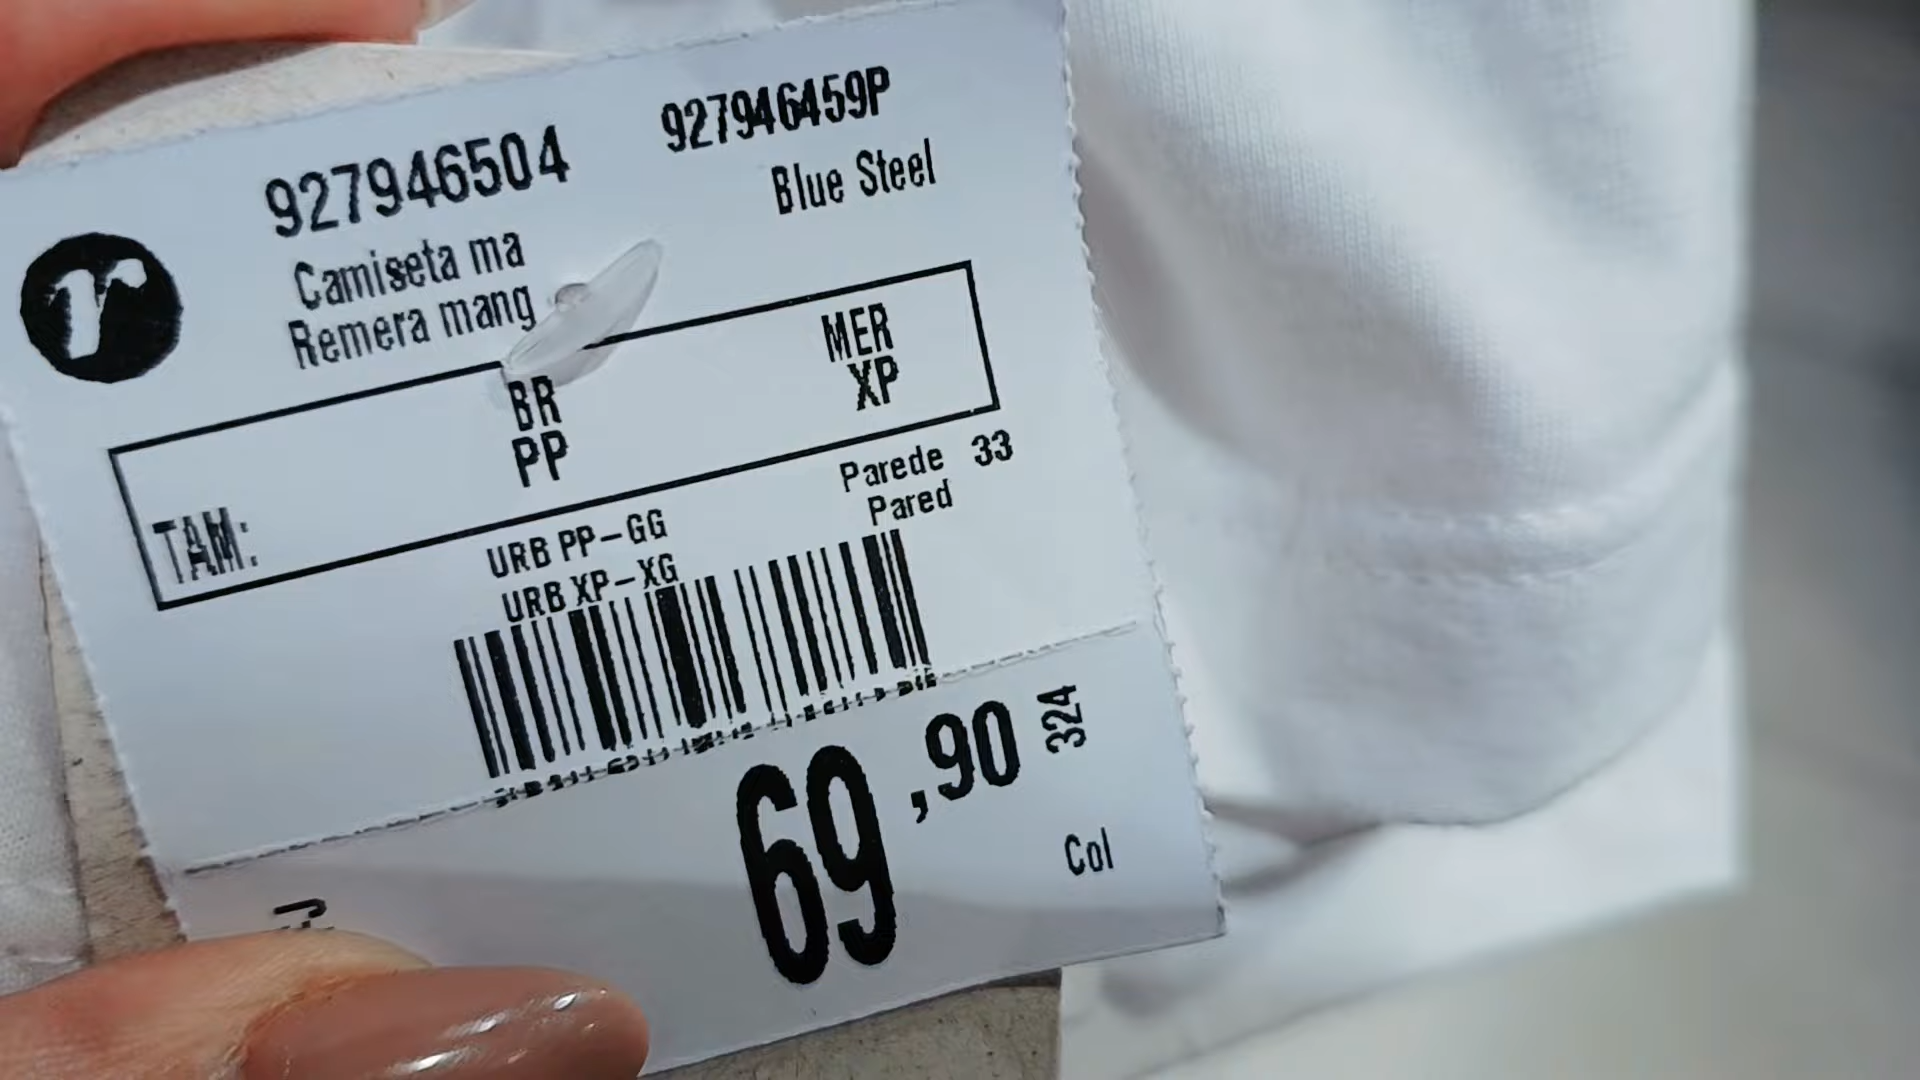 927946504
927946459P
Blue Steel
Camiseta ma
Remera mang
BR
PP
MER
XP
TAM:
Parede 33
Pared
URB PP-GG
URB XP-XG
69,90
324
Col